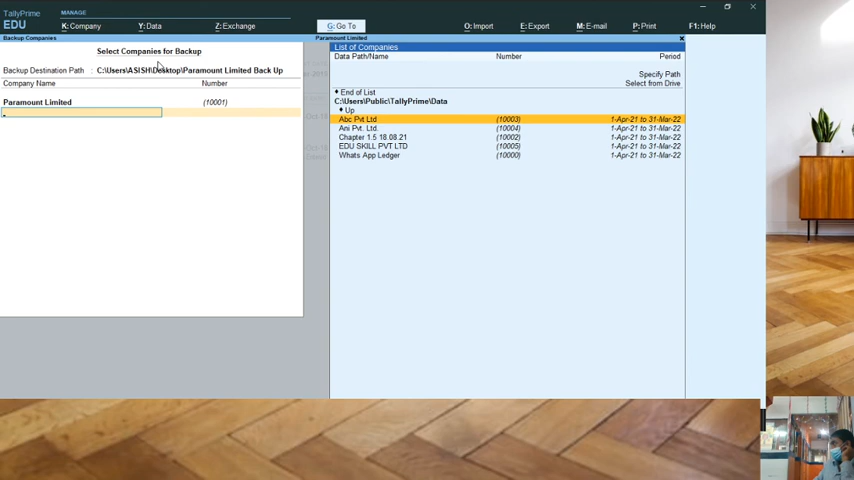 TallyPrime
EDU
MANAGE
K:Company
Y:Data
Z:Exchange
G:Go To
O:Import
E:Export
M:E-mail
P:Print
F1:Help
Backup Companies
Paramount Limited
Select Companies for Backup
Backup Destination Path : C:\Users\ASISH\Desktop\Paramount Limited Back Up
Company Name Number
Paramount Limited (10001)
List of Companies
Data Path/Name Number Period
Specify Path
Select from Drive
End of List
C:\Users\Public\TallyPrime\Data
Up
Abc Pvt Ltd (10003) 1-Apr-21 to 31-Mar-22
Ani Pvt. Ltd. (10004) 1-Apr-21 to 31-Mar-22
Chapter 1.5 18.08.21 (10002) 1-Apr-21 to 31-Mar-22
EDU SKILL PVT LTD (10005) 1-Apr-21 to 31-Mar-22
Whats App Ledger (10000) 1-Apr-21 to 31-Mar-22